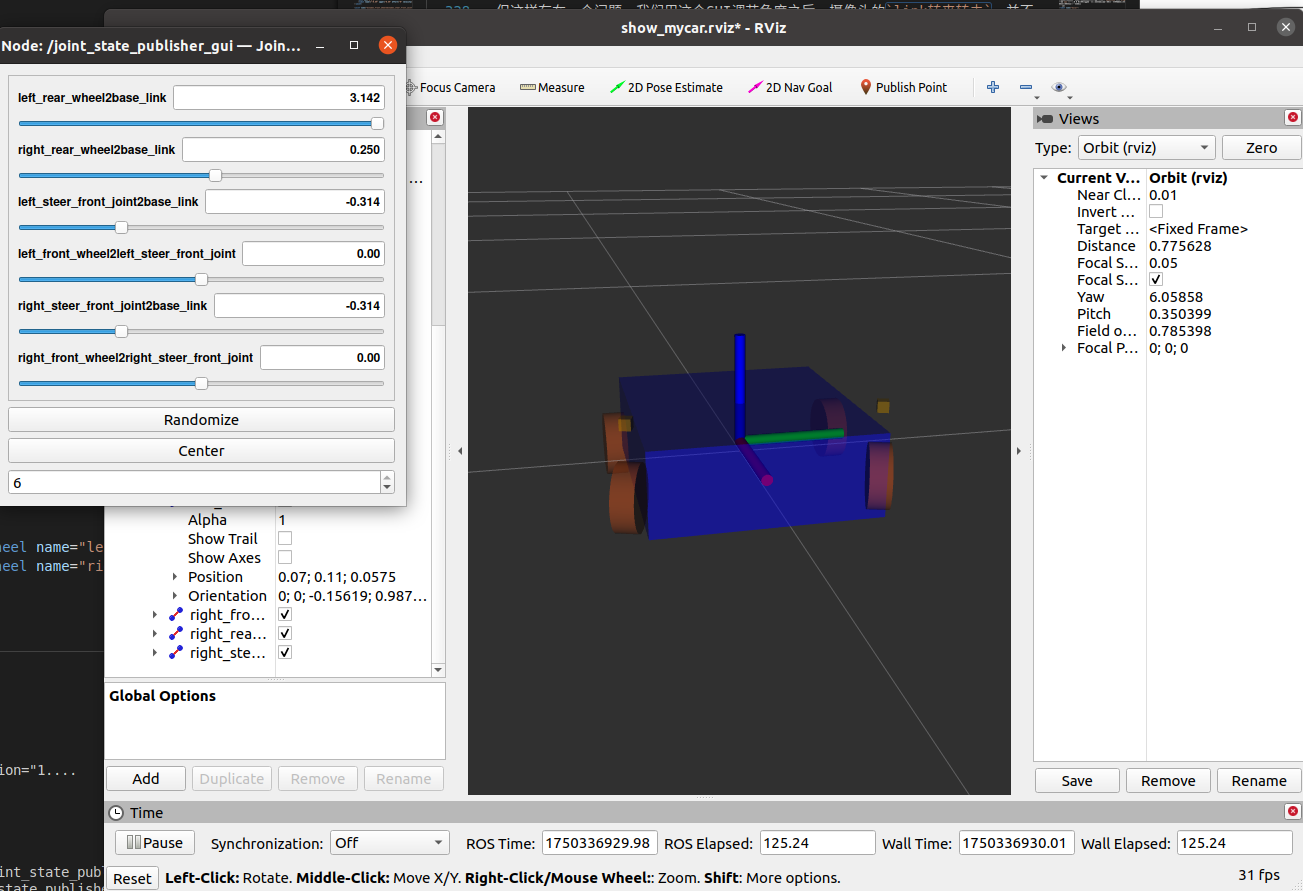 show_mycar.rviz* - RViz
Node: /joint_state_publisher_gui — Join...
left_rear_wheel2base_link 3.142
right_rear_wheel2base_link 0.250
left_steer_front_joint2base_link -0.314
left_front_wheel2left_steer_front_joint 0.00
right_steer_front_joint2base_link -0.314
right_front_wheel2right_steer_front_joint 0.00
Randomize
Center
6
Focus Camera Measure 2D Pose Estimate 2D Nav Goal Publish Point
...
Alpha 1
Show Trail
Show Axes
Position 0.07; 0.11; 0.0575
Orientation 0; 0; -0.15619; 0.987...
right_fro...
right_rea...
right_ste...
Global Options
Add Duplicate Remove Rename
Views
Type: Orbit (rviz) Zero
Current V... Orbit (rviz)
Near Cl... 0.01
Invert ...
Target ... <Fixed Frame>
Distance 0.775628
Focal S... 0.05
Focal S...
Yaw 6.05858
Pitch 0.350399
Field o... 0.785398
Focal P... 0; 0; 0
Save Remove Rename
Time
Pause Synchronization: Off ROS Time: 1750336929.98 ROS Elapsed: 125.24 Wall Time: 1750336930.01 Wall Elapsed: 125.24
Reset Left-Click: Rotate. Middle-Click: Move X/Y. Right-Click/Mouse Wheel:: Zoom. Shift: More options. 31 fps
eel name="le
eel name="ri
ion="1....
int_state_publ